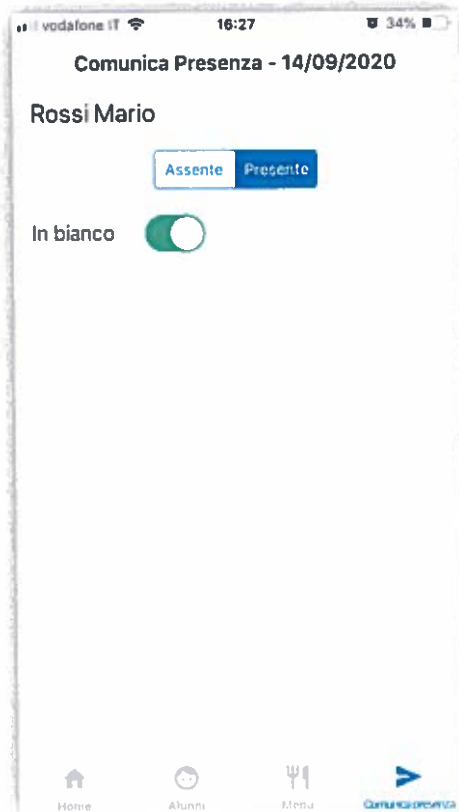 vodafone IT 16:27 34%
Comunica Presenza - 14/09/2020
Rossi Mario
Assente Presente
In bianco
Home Alunni Menu Comunica presenza